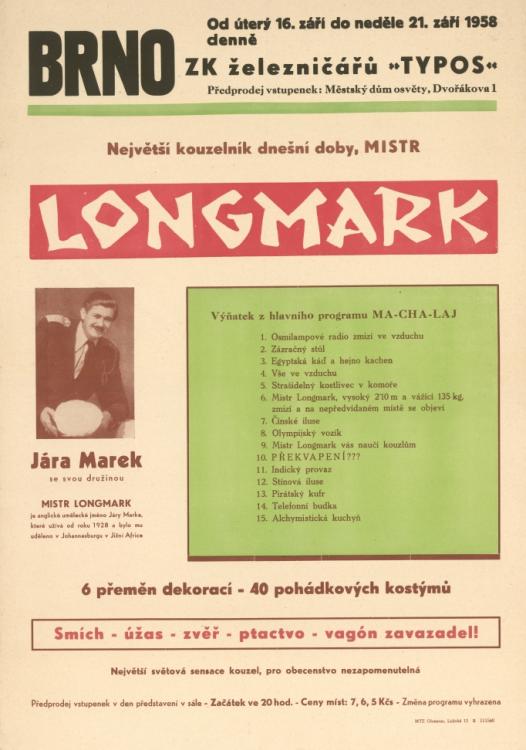 BRNO
Od úterý 16. září do neděle 21. září 1958
denně
ZK železničářů »TYPOS«
Předprodej vstupenek: Městský dům osvěty, Dvořákova 1
Největší kouzelník dnešní doby, MISTR
LONGMARK
Jára Marek
se svou družinou
MISTR LONGMARK
je anglické umělecké jméno Járy Marka,
které užívá od roku 1928 a bylo mu
uděleno v Johannesburgu v Jižní Africe
Výňatek z hlavního programu MA-CHA-LAJ
1. Osmilampové radio zmizí ve vzduchu
2. Zázračný stůl
3. Egyptská káď a hejno kachen
4. Vše ve vzduchu
5. Strašidelný kostlivec v komoře
6. Mistr Longmark, vysoký 2'10 m a vážící 135 kg,
zmizí a na nepředvídaném místě se objeví
7. Čínské iluse
8. Olympijský vozík
9. Mistr Longmark vás naučí kouzlům
10. PŘEKVAPENÍ???
11. Indický provaz
12. Stínová iluse
13. Pirátský kufr
14. Telefonní budka
15. Alchymistická kuchyň
6 přeměn dekorací - 40 pohádkových kostýmů
Smích - úžas - zvěř - ptactvo - vagón zavazadel!
Největší světová sensace kouzel, pro obecenstvo nezapomenutelná
Předprodej vstupenek v den představení v sále - Začátek ve 20 hod. - Ceny míst: 7, 6, 5 Kčs - Změna programu vyhrazena
MTZ Olomouc, Lidická